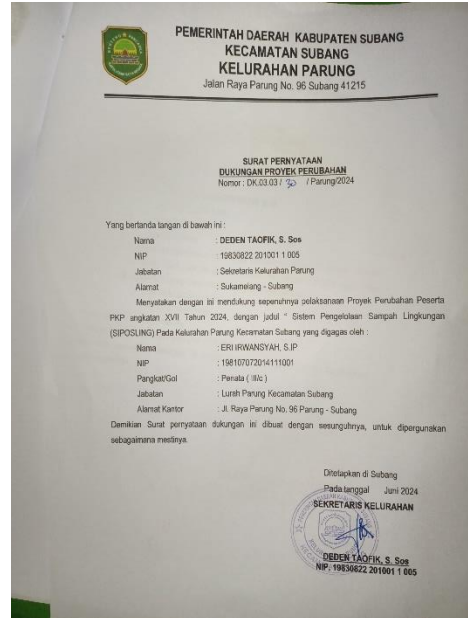 PEMERINTAH DAERAH KABUPATEN SUBANG
KECAMATAN SUBANG
KELURAHAN PARUNG
Jalan Raya Parung No. 96 Subang 41215
SURAT PERNYATAAN
DUKUNGAN PROYEK PERUBAHAN
Nomor : DK.03.03 / 30 / Parung/2024
Yang bertanda tangan di bawah ini :
Nama : DEDEN TAOFIK, S. Sos
NIP : 19830822 201001 1 005
Jabatan : Sekretaris Kelurahan Parung
Alamat : Sukamelang - Subang
Menyatakan dengan ini mendukung sepenuhnya pelaksanaan Proyek Perubahan Peserta
PKP angkatan XVII Tahun 2024, dengan judul " Sistem Pengelolaan Sampah Lingkungan
(SIPOSLING) Pada Kelurahan Parung Kecamatan Subang yang digagas oleh :
Nama : ERI IRWANSYAH, S.IP
NIP : 198107072014111001
Pangkat/Gol : Penata ( III/c )
Jabatan : Lurah Parung Kecamatan Subang
Alamat Kantor : Jl. Raya Parung No. 96 Parung - Subang
Demikian Surat pernyataan dukungan ini dibuat dengan sesungguhnya, untuk dipergunakan
sebagaimana mestinya.
Ditetapkan di Subang
Pada tanggal Juni 2024
SEKRETARIS KELURAHAN
DEDEN TAOFIK, S. Sos
NIP. 19830822 201001 1 005